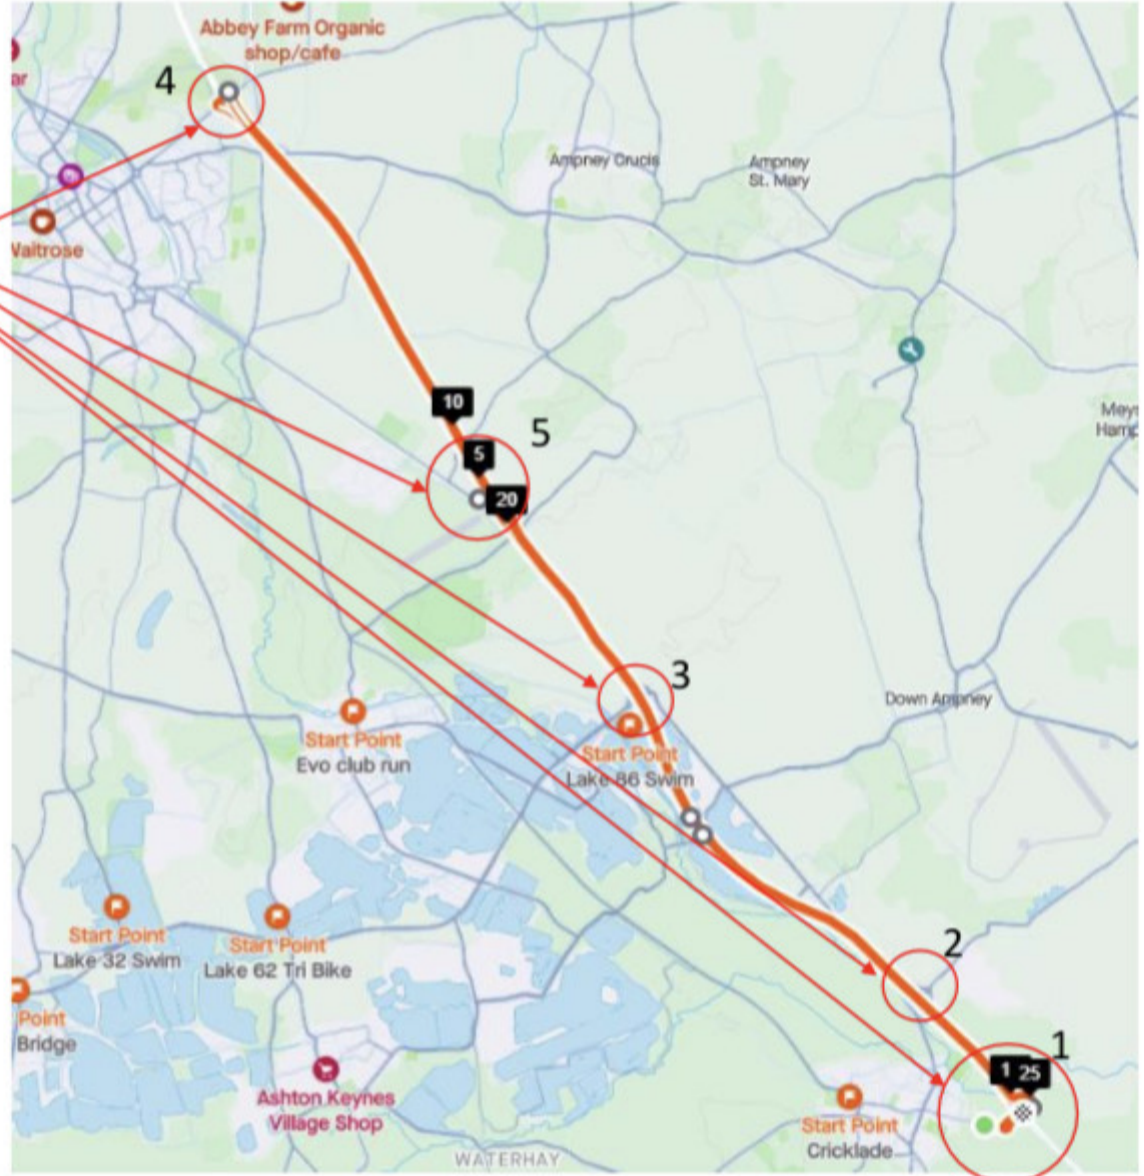 Abbey Farm Organic
shop/cafe
4
ar
Ampney Crucis
Ampney
St. Mary
Waitrose
10
5
5
20
Meys
Hamp
3
Down Ampney
Start Point
Evo club run
Start Point
Lake 86 Swim
Start Point
Lake 32 Swim
Start Point
Lake 62 Tri Bike
2
Point
Bridge
1
1
25
Ashton Keynes
Village Shop
Start Point
Cricklade
WATERHAY